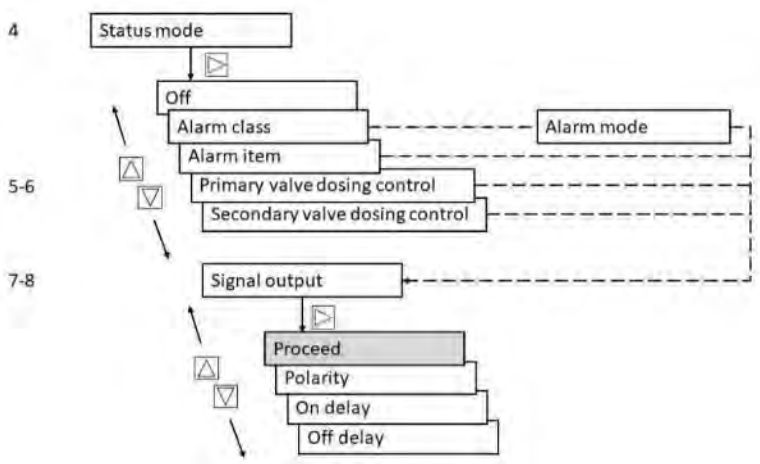 4
Status mode
Off
Alarm class
Alarm mode
Alarm item
5-6
Primary valve dosing control
Secondary valve dosing control
7-8
Signal output
Proceed
Polarity
On delay
Off delay